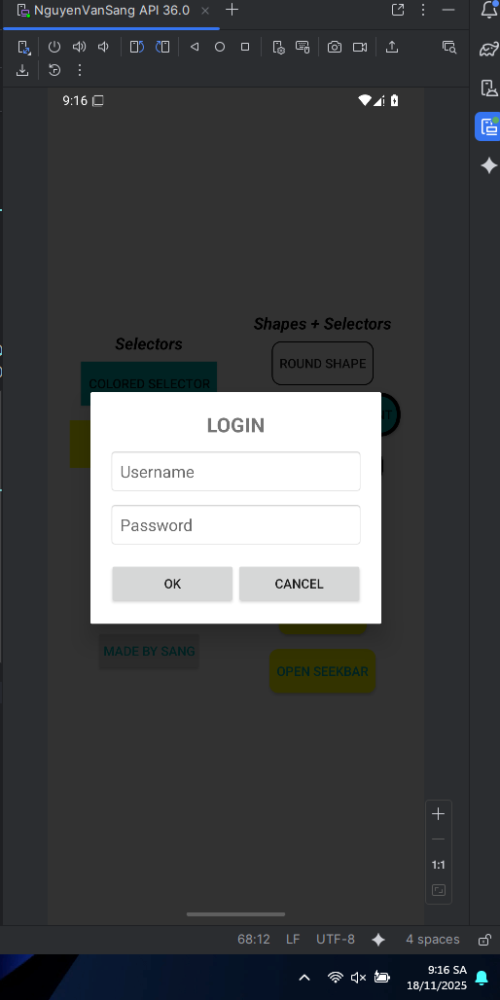 NguyenVanSang API 36.0
9:16
Selectors
Shapes + Selectors
COLORED SELECTOR
ROUND SHAPE
NT
LOGIN
Username
Password
OK
CANCEL
MADE BY SANG
OPEN SEEKBAR
1:1
68:12 LF UTF-8 4 spaces
9:16 SA
18/11/2025